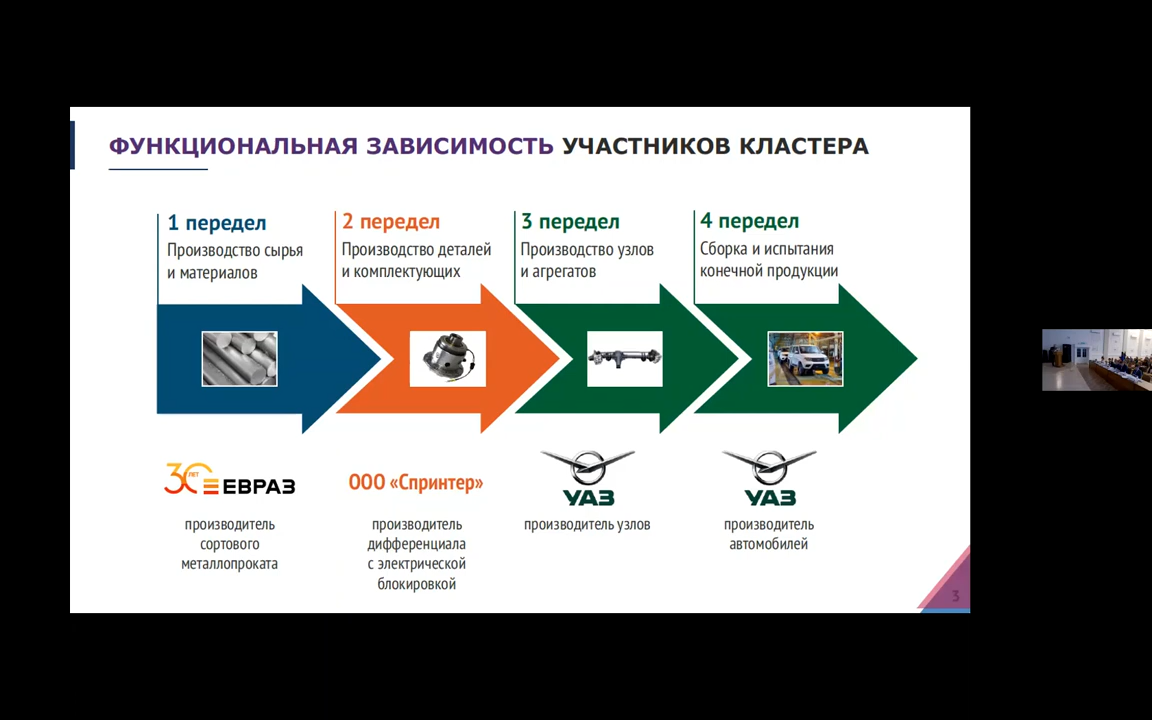 ФУНКЦИОНАЛЬНАЯ ЗАВИСИМОСТЬ УЧАСТНИКОВ КЛАСТЕРА
1 передел
Производство сырья
и материалов
2 передел
Производство деталей
и комплектующих
3 передел
Производство узлов
и агрегатов
4 передел
Сборка и испытания
конечной продукции
30 ЛЕТ ЕВРАЗ
производитель
сортового
металлопроката
ООО «Спринтер»
производитель
дифференциала
с электрической
блокировкой
УАЗ
производитель узлов
УАЗ
производитель
автомобилей
3